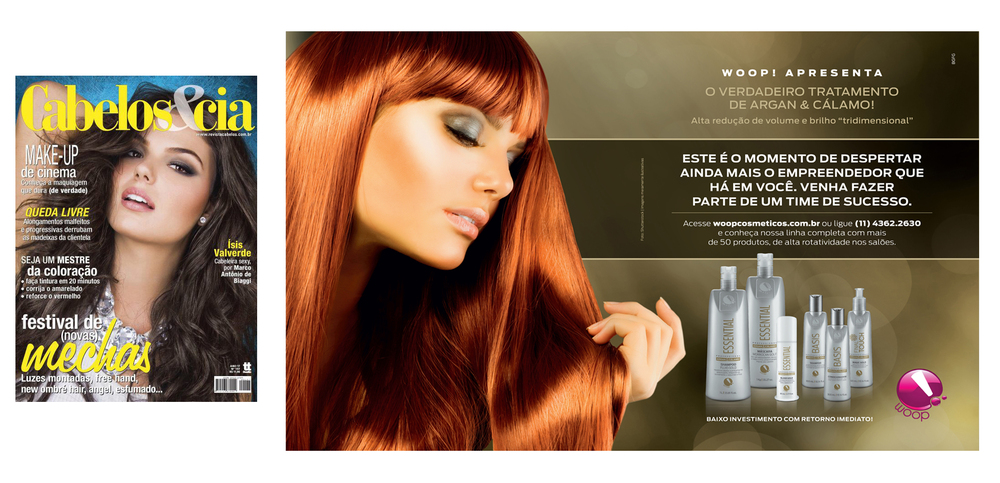 Cabelos&cia
www.revistacabelos.com.br
MAKE-UP
de cinema
Conheça a maquiagem
que dura (de verdade)
QUEDA LIVRE
Alongamentos malfeitos
e progressivas derrubam
as madeixas da clientela
SEJA UM MESTRE
da coloração
• faça tintura em 20 minutos
• corrija o amarelado
• reforce o vermelho
Ísis
Valverde
Cabeleira sexy,
por Marco
Antônio de
Biaggi
festival de
(novas)
mechas
Luzes montadas, free hand,
new ombré hair, angel, esfumado...
WOOP! APRESENTA
O VERDADEIRO TRATAMENTO
DE ARGAN & CÁLAMO!
Alta redução de volume e brilho “tridimensional”
ESTE É O MOMENTO DE DESPERTAR
AINDA MAIS O EMPREENDEDOR QUE
HÁ EM VOCÊ. VENHA FAZER
PARTE DE UM TIME DE SUCESSO.
Acesse woopcosmeticos.com.br ou ligue (11) 4362.2630
e conheça nossa linha completa com mais
de 50 produtos, de alta rotatividade nos salões.
ESSENTIAL
ESSENTIAL
ESSENTIAL
BASIS
BASIS
TOUCH
woop
BAIXO INVESTIMENTO COM RETORNO IMEDIATO!